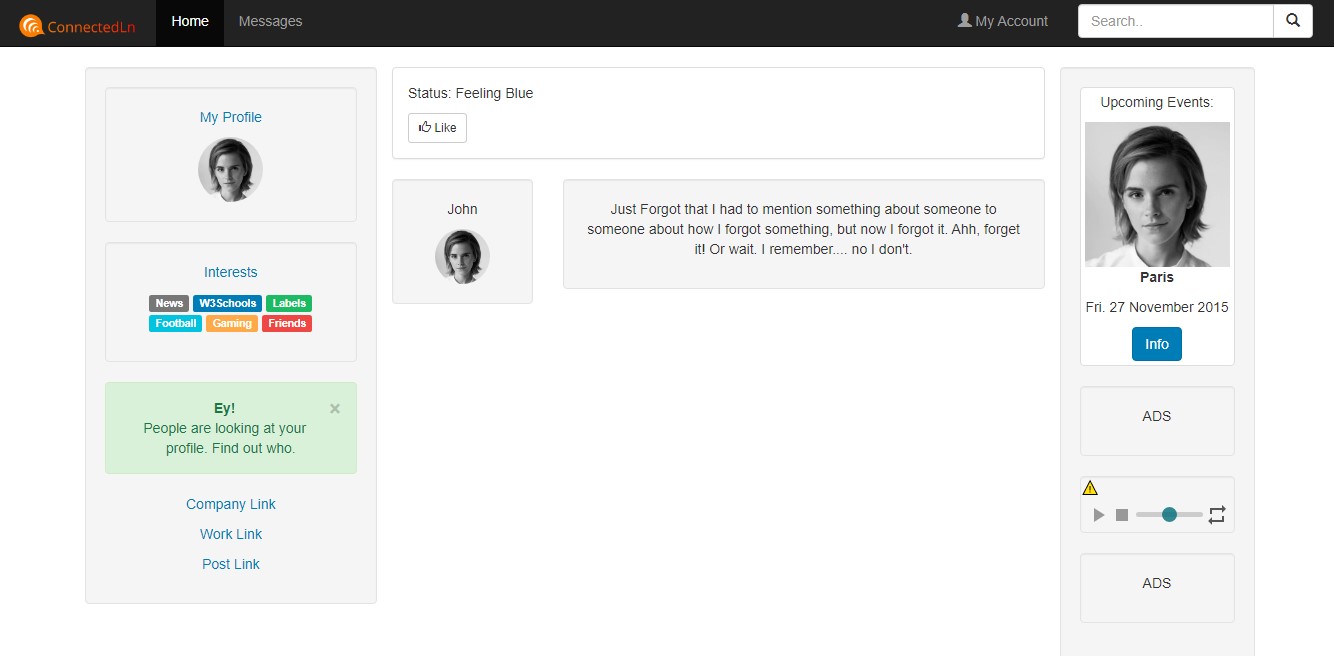 ConnectedLn
Home
Messages
My Account
Search..
My Profile
Interests
News W3Schools Labels
Football Gaming Friends
Ey!
×
People are looking at your
profile. Find out who.
Company Link
Work Link
Post Link
Status: Feeling Blue
Like
John
Just Forgot that I had to mention something about someone to
someone about how I forgot something, but now I forgot it. Ahh, forget
it! Or wait. I remember.... no I don't.
Upcoming Events:
Paris
Fri. 27 November 2015
Info
ADS
ADS